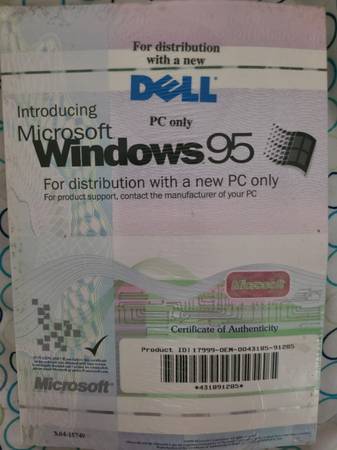 For distribution
with a new
DELL
PC only
Introducing
Microsoft
Windows 95
For distribution with a new PC only
For product support, contact the manufacturer of your PC
Microsoft
Certificate of Authenticity
Product ID: 17999-OEM-0043185-91285
*431891285*
Microsoft
X04-15749